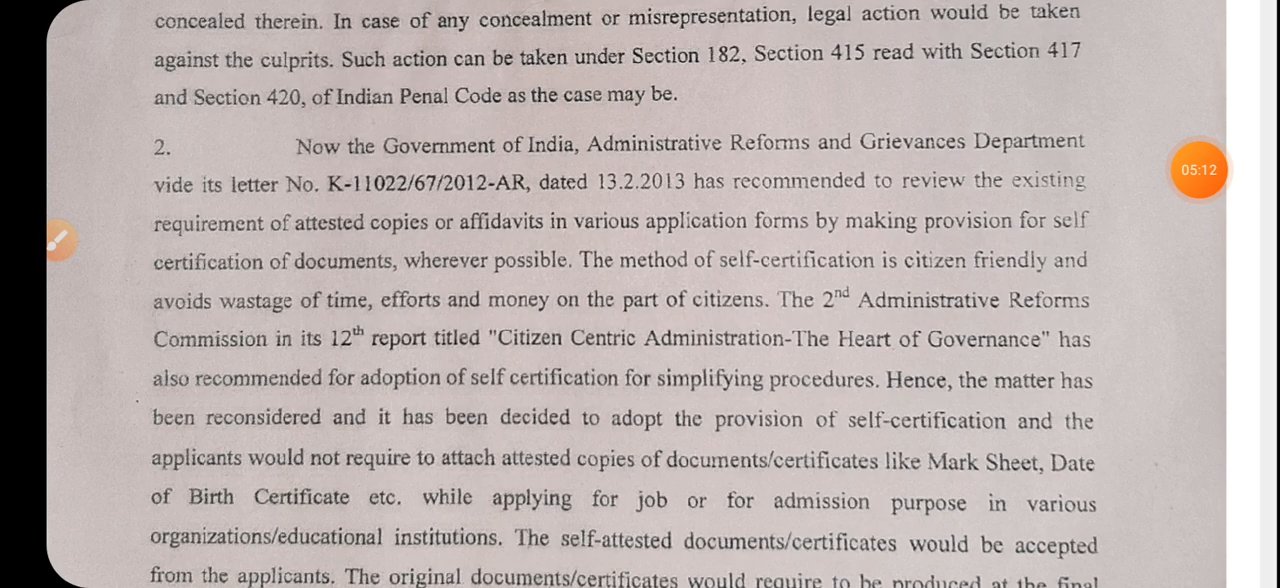 concealed therein. In case of any concealment or misrepresentation, legal action would be taken
against the culprits. Such action can be taken under Section 182, Section 415 read with Section 417
and Section 420, of Indian Penal Code as the case may be.
2. Now the Government of India, Administrative Reforms and Grievances Department
vide its letter No. K-11022/67/2012-AR, dated 13.2.2013 has recommended to review the existing
requirement of attested copies or affidavits in various application forms by making provision for self
certification of documents, wherever possible. The method of self-certification is citizen friendly and
avoids wastage of time, efforts and money on the part of citizens. The 2nd Administrative Reforms
Commission in its 12th report titled "Citizen Centric Administration-The Heart of Governance" has
also recommended for adoption of self certification for simplifying procedures. Hence, the matter has
been reconsidered and it has been decided to adopt the provision of self-certification and the
applicants would not require to attach attested copies of documents/certificates like Mark Sheet, Date
of Birth Certificate etc. while applying for job or for admission purpose in various
organizations/educational institutions. The self-attested documents/certificates would be accepted
from the applicants. The original documents/certificates would require to be produced at the final
05:12